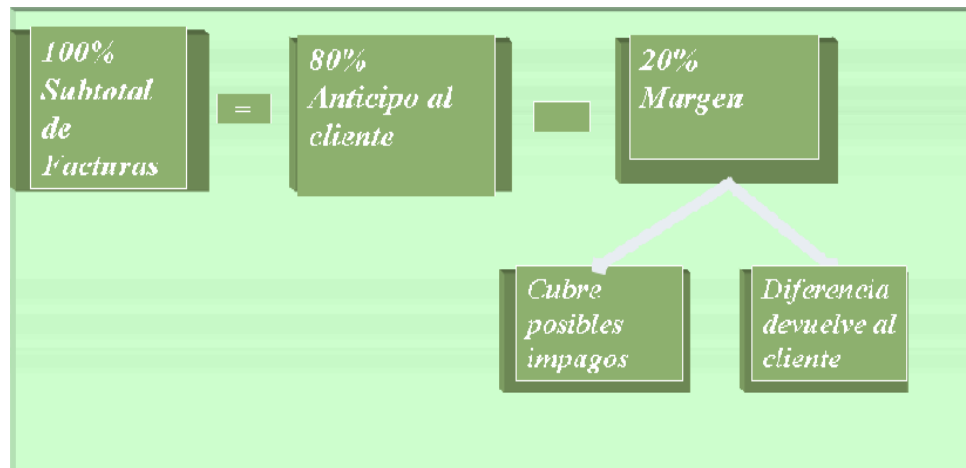 100%
Subtotal
de
Facturas
=
80%
Anticipo al
cliente
20%
Margen
Cubre
posibles
impagos
Diferencia
devuelve al
cliente